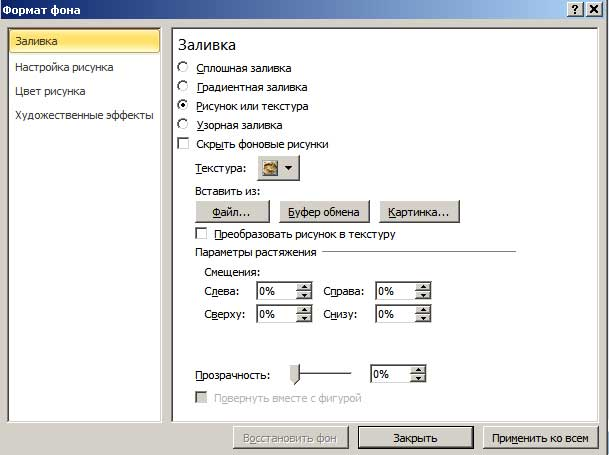 Формат фона
Заливка
Настройка рисунка
Цвет рисунка
Художественные эффекты
Заливка
Сплошная заливка
Градиентная заливка
Рисунок или текстура
Узорная заливка
Скрыть фоновые рисунки
Текстура:
Вставить из:
Файл... Буфер обмена Картинка...
Преобразовать рисунок в текстуру
Параметры растяжения
Смещения:
Слева: 0% Справа: 0%
Сверху: 0% Снизу: 0%
Прозрачность: 0%
Повернуть вместе с фигурой
Восстановить фон Закрыть Применить ко всем